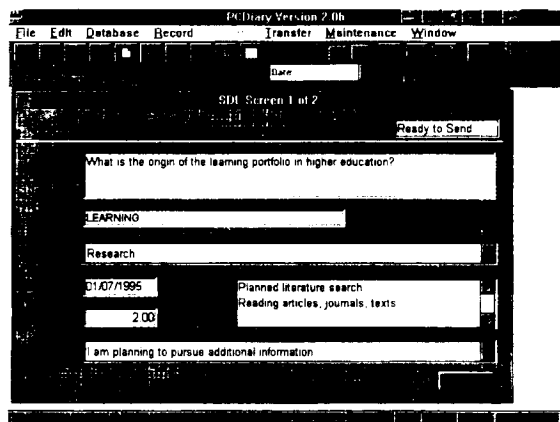 PCDiary Version 2.0b
File Edit Database Record Transfer Maintenance Window
Date
SDL Screen 1 of 2
Ready to Send
What is the origin of the learning portfolio in higher education?
LEARNING
Research
01/07/1995
Planned literature search
Reading articles, journals, texts
2.00
I am planning to pursue additional information